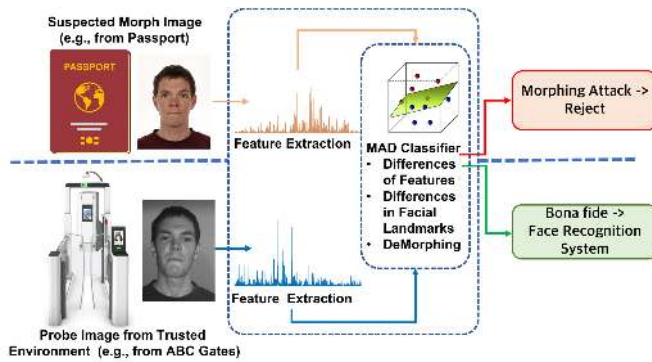 Suspected Morph Image
(e.g., from Passport)
PASSPORT
Feature Extraction
MAD Classifier
• Differences
of Features
• Differences
in Facial
Landmarks
• DeMorphing
Morphing Attack ->
Reject
Bona fide ->
Face Recognition
System
Feature Extraction
Probe Image from Trusted
Environment (e.g., from ABC Gates)